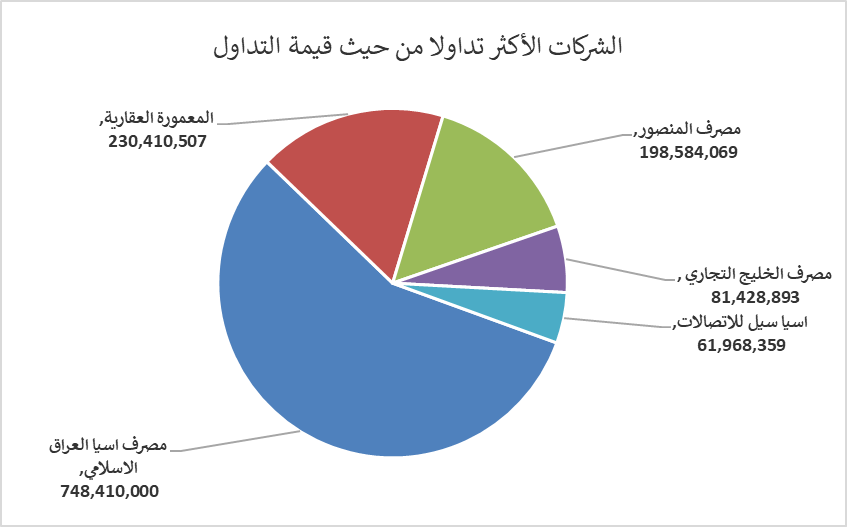 الشركات الأكثر تداولا من حيث قيمة التداول
المعمورة العقارية,
230,410,507
مصرف المنصور,
198,584,069
مصرف الخليج التجاري ,
81,428,893
اسيا سيل للاتصالات,
61,968,359
مصرف اسيا العراق
الاسلامي,
748,410,000